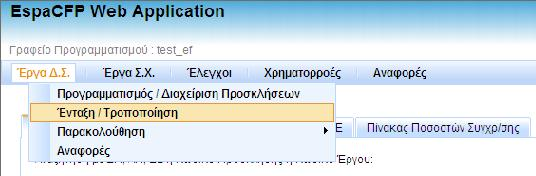 EspaCFP Web Application
Γραφείο Προγραμματισμού : test_ef
Έργα Δ.Σ. Έργα Σ.Χ. Έλεγχοι Χρηματορροές Αναφορές
Προγραμματισμός / Διαχείριση Προσκλήσεων
Ένταξη / Τροποποίηση
Παρακολούθηση
Ε Πίνακας Ποσοστών Συγχρ/σης
Αναφορές
Έργου: